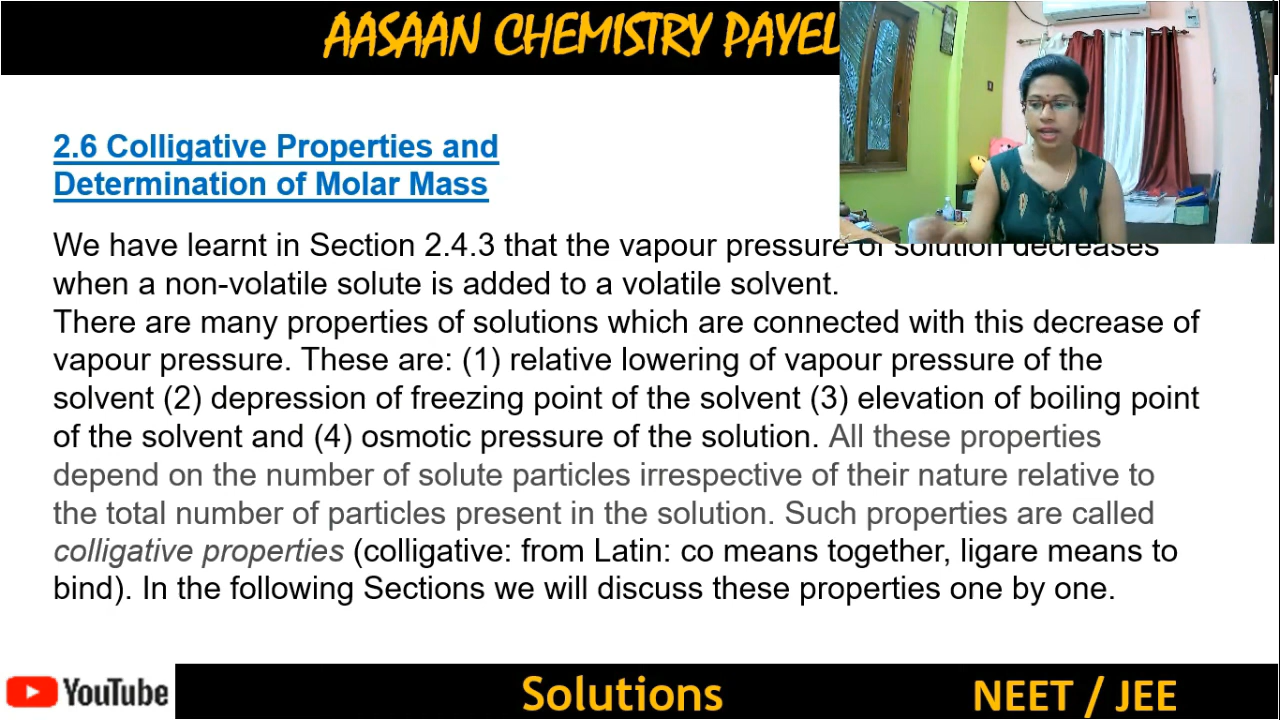 AASAAN CHEMISTRY PAYEL
2.6 Colligative Properties and
Determination of Molar Mass
We have learnt in Section 2.4.3 that the vapour pressure of solution decreases
when a non-volatile solute is added to a volatile solvent.
There are many properties of solutions which are connected with this decrease of
vapour pressure. These are: (1) relative lowering of vapour pressure of the
solvent (2) depression of freezing point of the solvent (3) elevation of boiling point
of the solvent and (4) osmotic pressure of the solution. All these properties
depend on the number of solute particles irrespective of their nature relative to
the total number of particles present in the solution. Such properties are called
colligative properties (colligative: from Latin: co means together, ligare means to
bind). In the following Sections we will discuss these properties one by one.
YouTube Solutions NEET / JEE